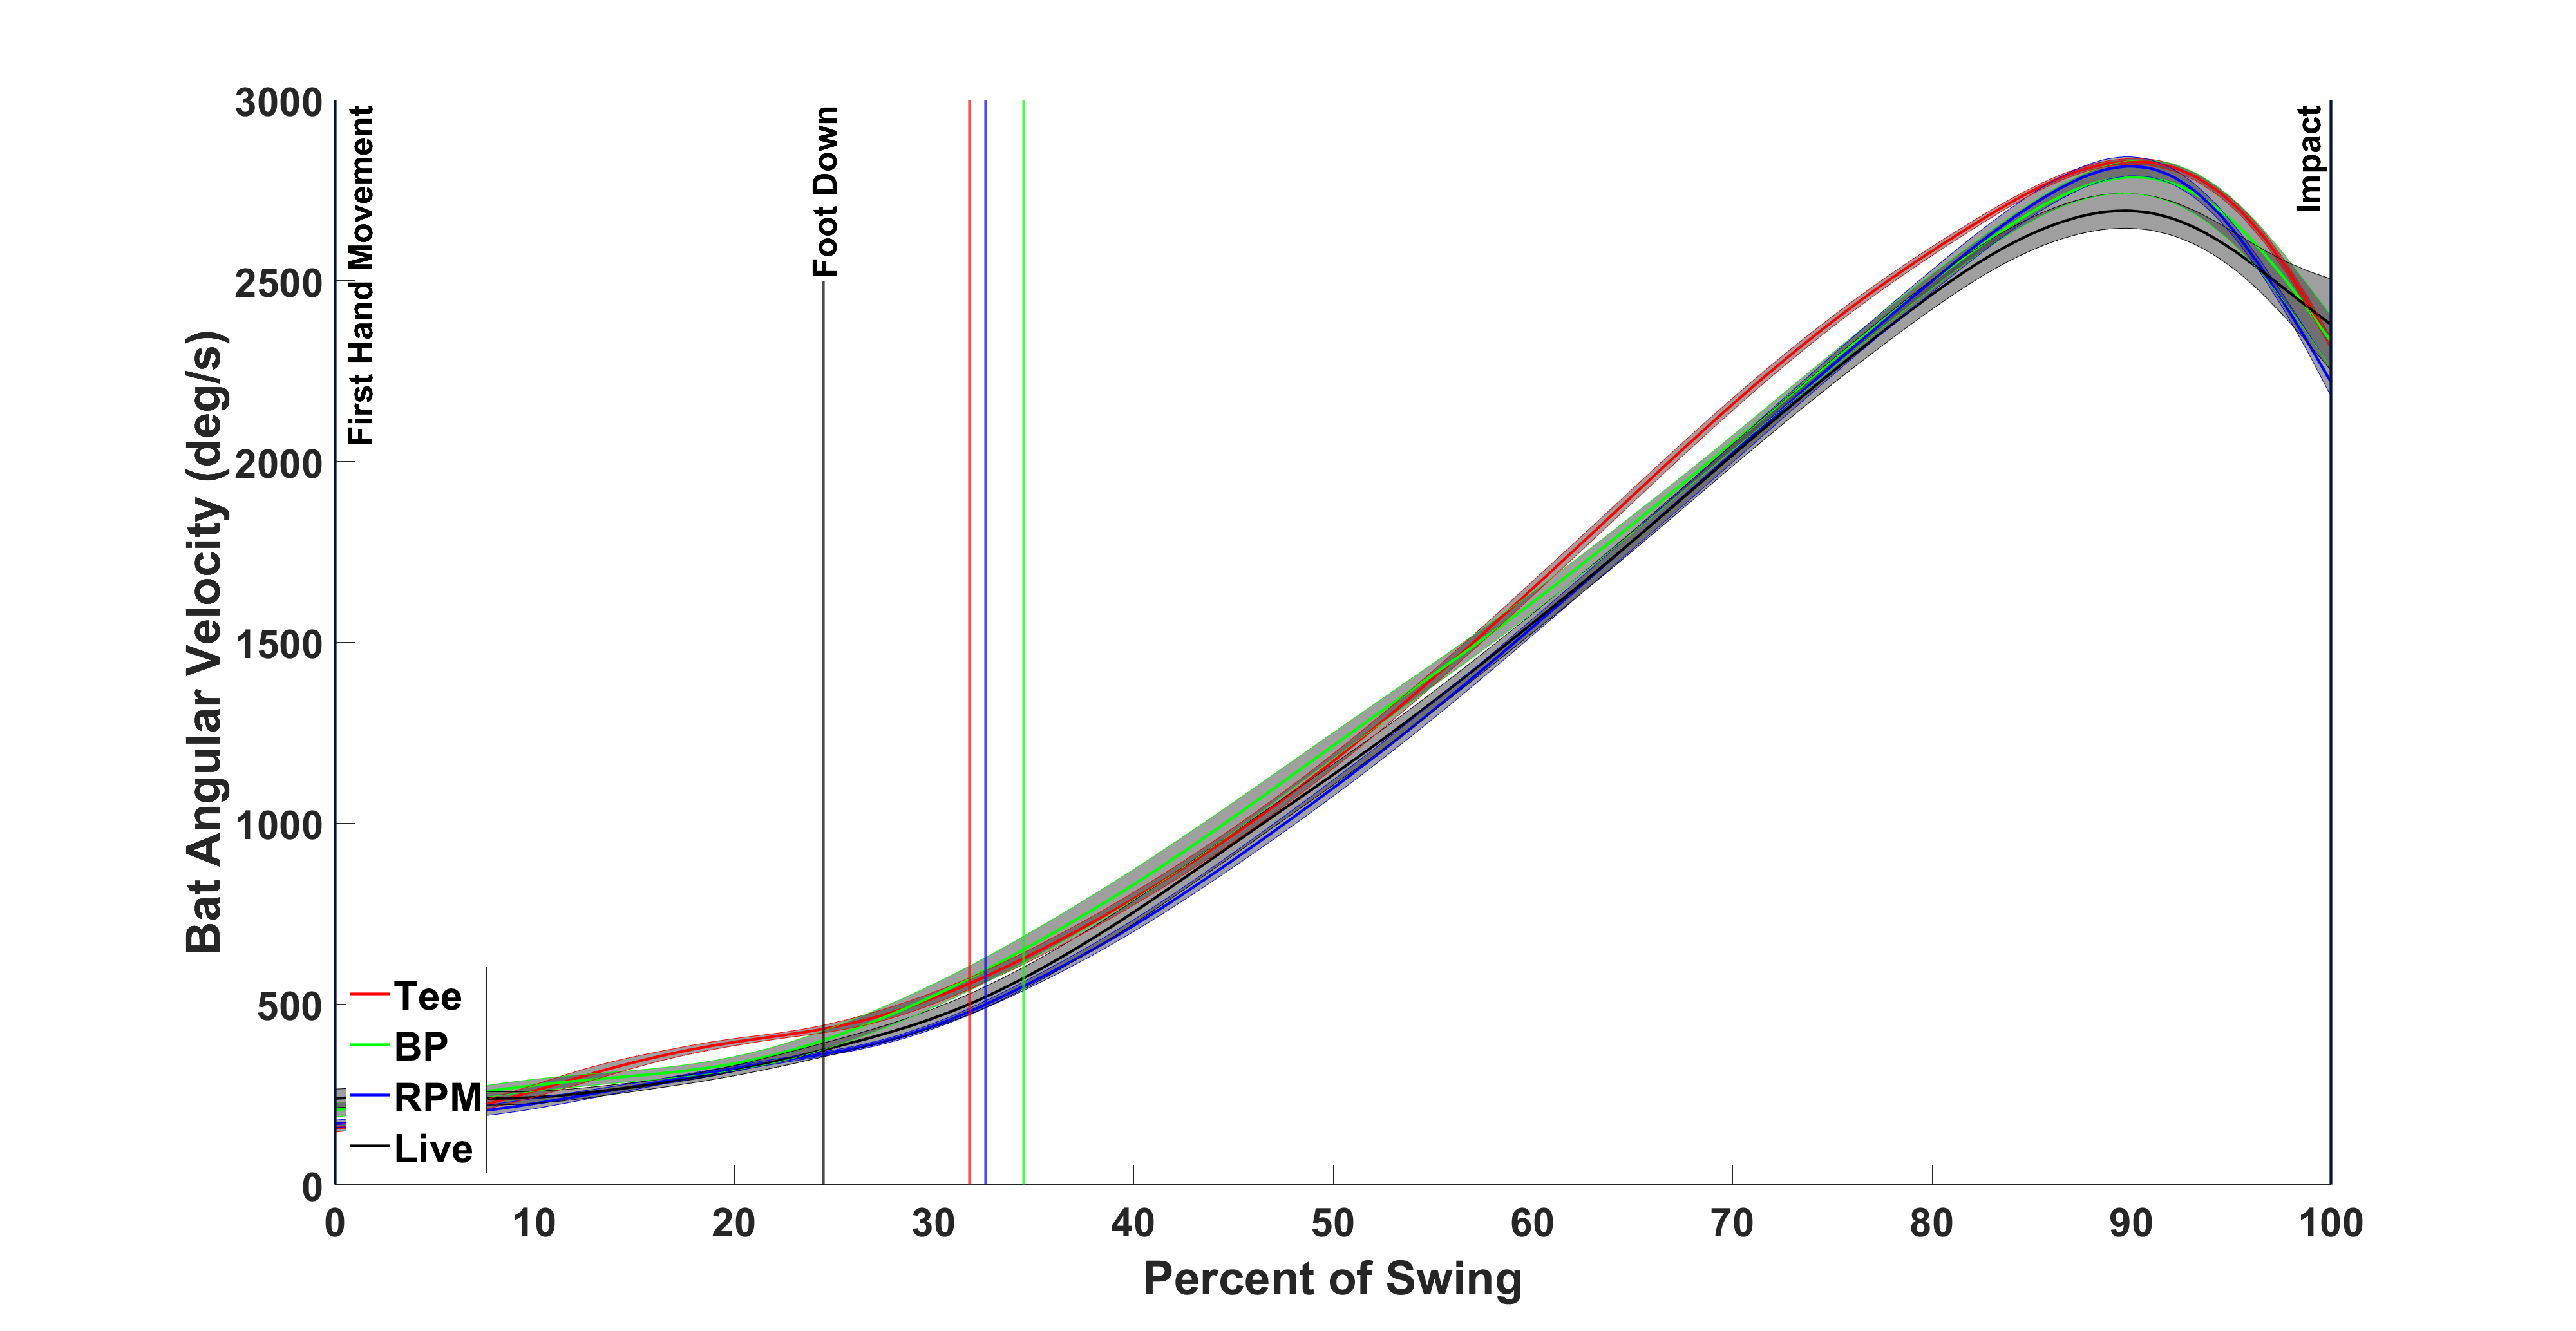 3000
2500
2000
1500
1000
500
0
Bat Angular Velocity (deg/s)
First Hand Movement
Foot Down
Impact
Tee
BP
RPM
Live
0 10 20 30 40 50 60 70 80 90 100
Percent of Swing